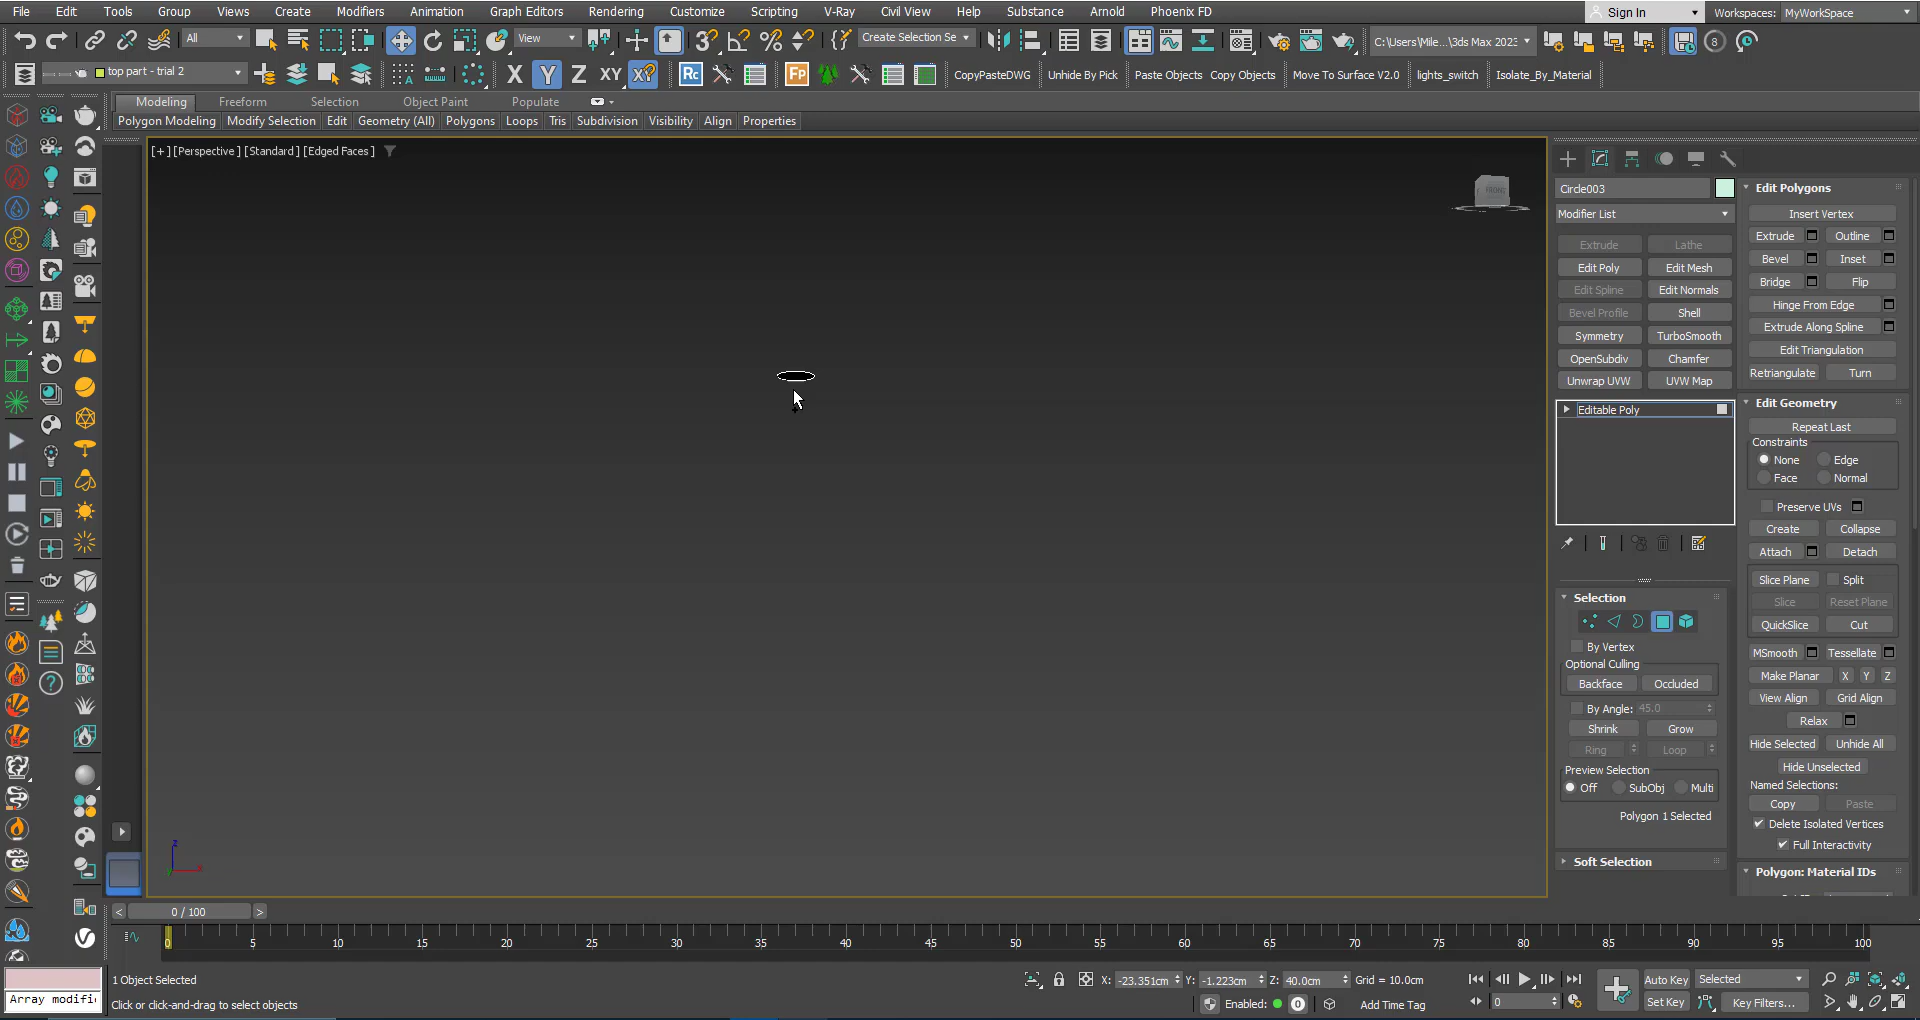 File Edit Tools Group Views Create Modifiers Animation Graph Editors Rendering Customize Scripting V-Ray Civil View Help Substance Arnold Phoenix FD Sign In Workspaces: MyWorkSpace
All View Create Selection Se C:\Users\Mile...\3ds Max 2023 8
top part - trial 2 X Y Z XY Rc Fp CopyPasteDWG Unhide By Pick Paste Objects Copy Objects Move To Surface V2.0 lights_switch Isolate_By_Material
Modeling Freeform Selection Object Paint Populate
Polygon Modeling Modify Selection Edit Geometry (All) Polygons Loops Tris Subdivision Visibility Align Properties
[+] [Perspective] [Standard] [Edged Faces]
FRONT
Circle003
Modifier List
Extrude Lathe
Edit Poly Edit Mesh
Edit Spline Edit Normals
Bevel Profile Shell
Symmetry TurboSmooth
OpenSubdiv Chamfer
Unwrap UVW UVW Map
Editable Poly
Selection
By Vertex
Optional Culling
Backface Occluded
By Angle: 45.0
Shrink Grow
Ring Loop
Preview Selection
Off SubObj Multi
Polygon 1 Selected
Soft Selection
Edit Polygons
Insert Vertex
Extrude Outline
Bevel Inset
Bridge Flip
Hinge From Edge
Extrude Along Spline
Edit Triangulation
Retriangulate Turn
Edit Geometry
Repeat Last
Constraints
None Edge
Face Normal
Preserve UVs
Create Collapse
Attach Detach
Slice Plane Split
Slice Reset Plane
QuickSlice Cut
MSmooth Tessellate
Make Planar X Y Z
View Align Grid Align
Relax
Hide Selected Unhide All
Hide Unselected
Named Selections:
Copy Paste
Delete Isolated Vertices
Full Interactivity
Polygon: Material IDs
z
x
< 0 / 100 >
0 5 10 15 20 25 30 35 40 45 50 55 60 65 70 75 80 85 90 95 100
1 Object Selected X: -23.351cm Y: -1.223cm Z: 40.0cm Grid = 10.0cm Auto Key Selected
Array modifi Click or click-and-drag to select objects Enabled: 0 Add Time Tag 0 Set Key Key Filters...